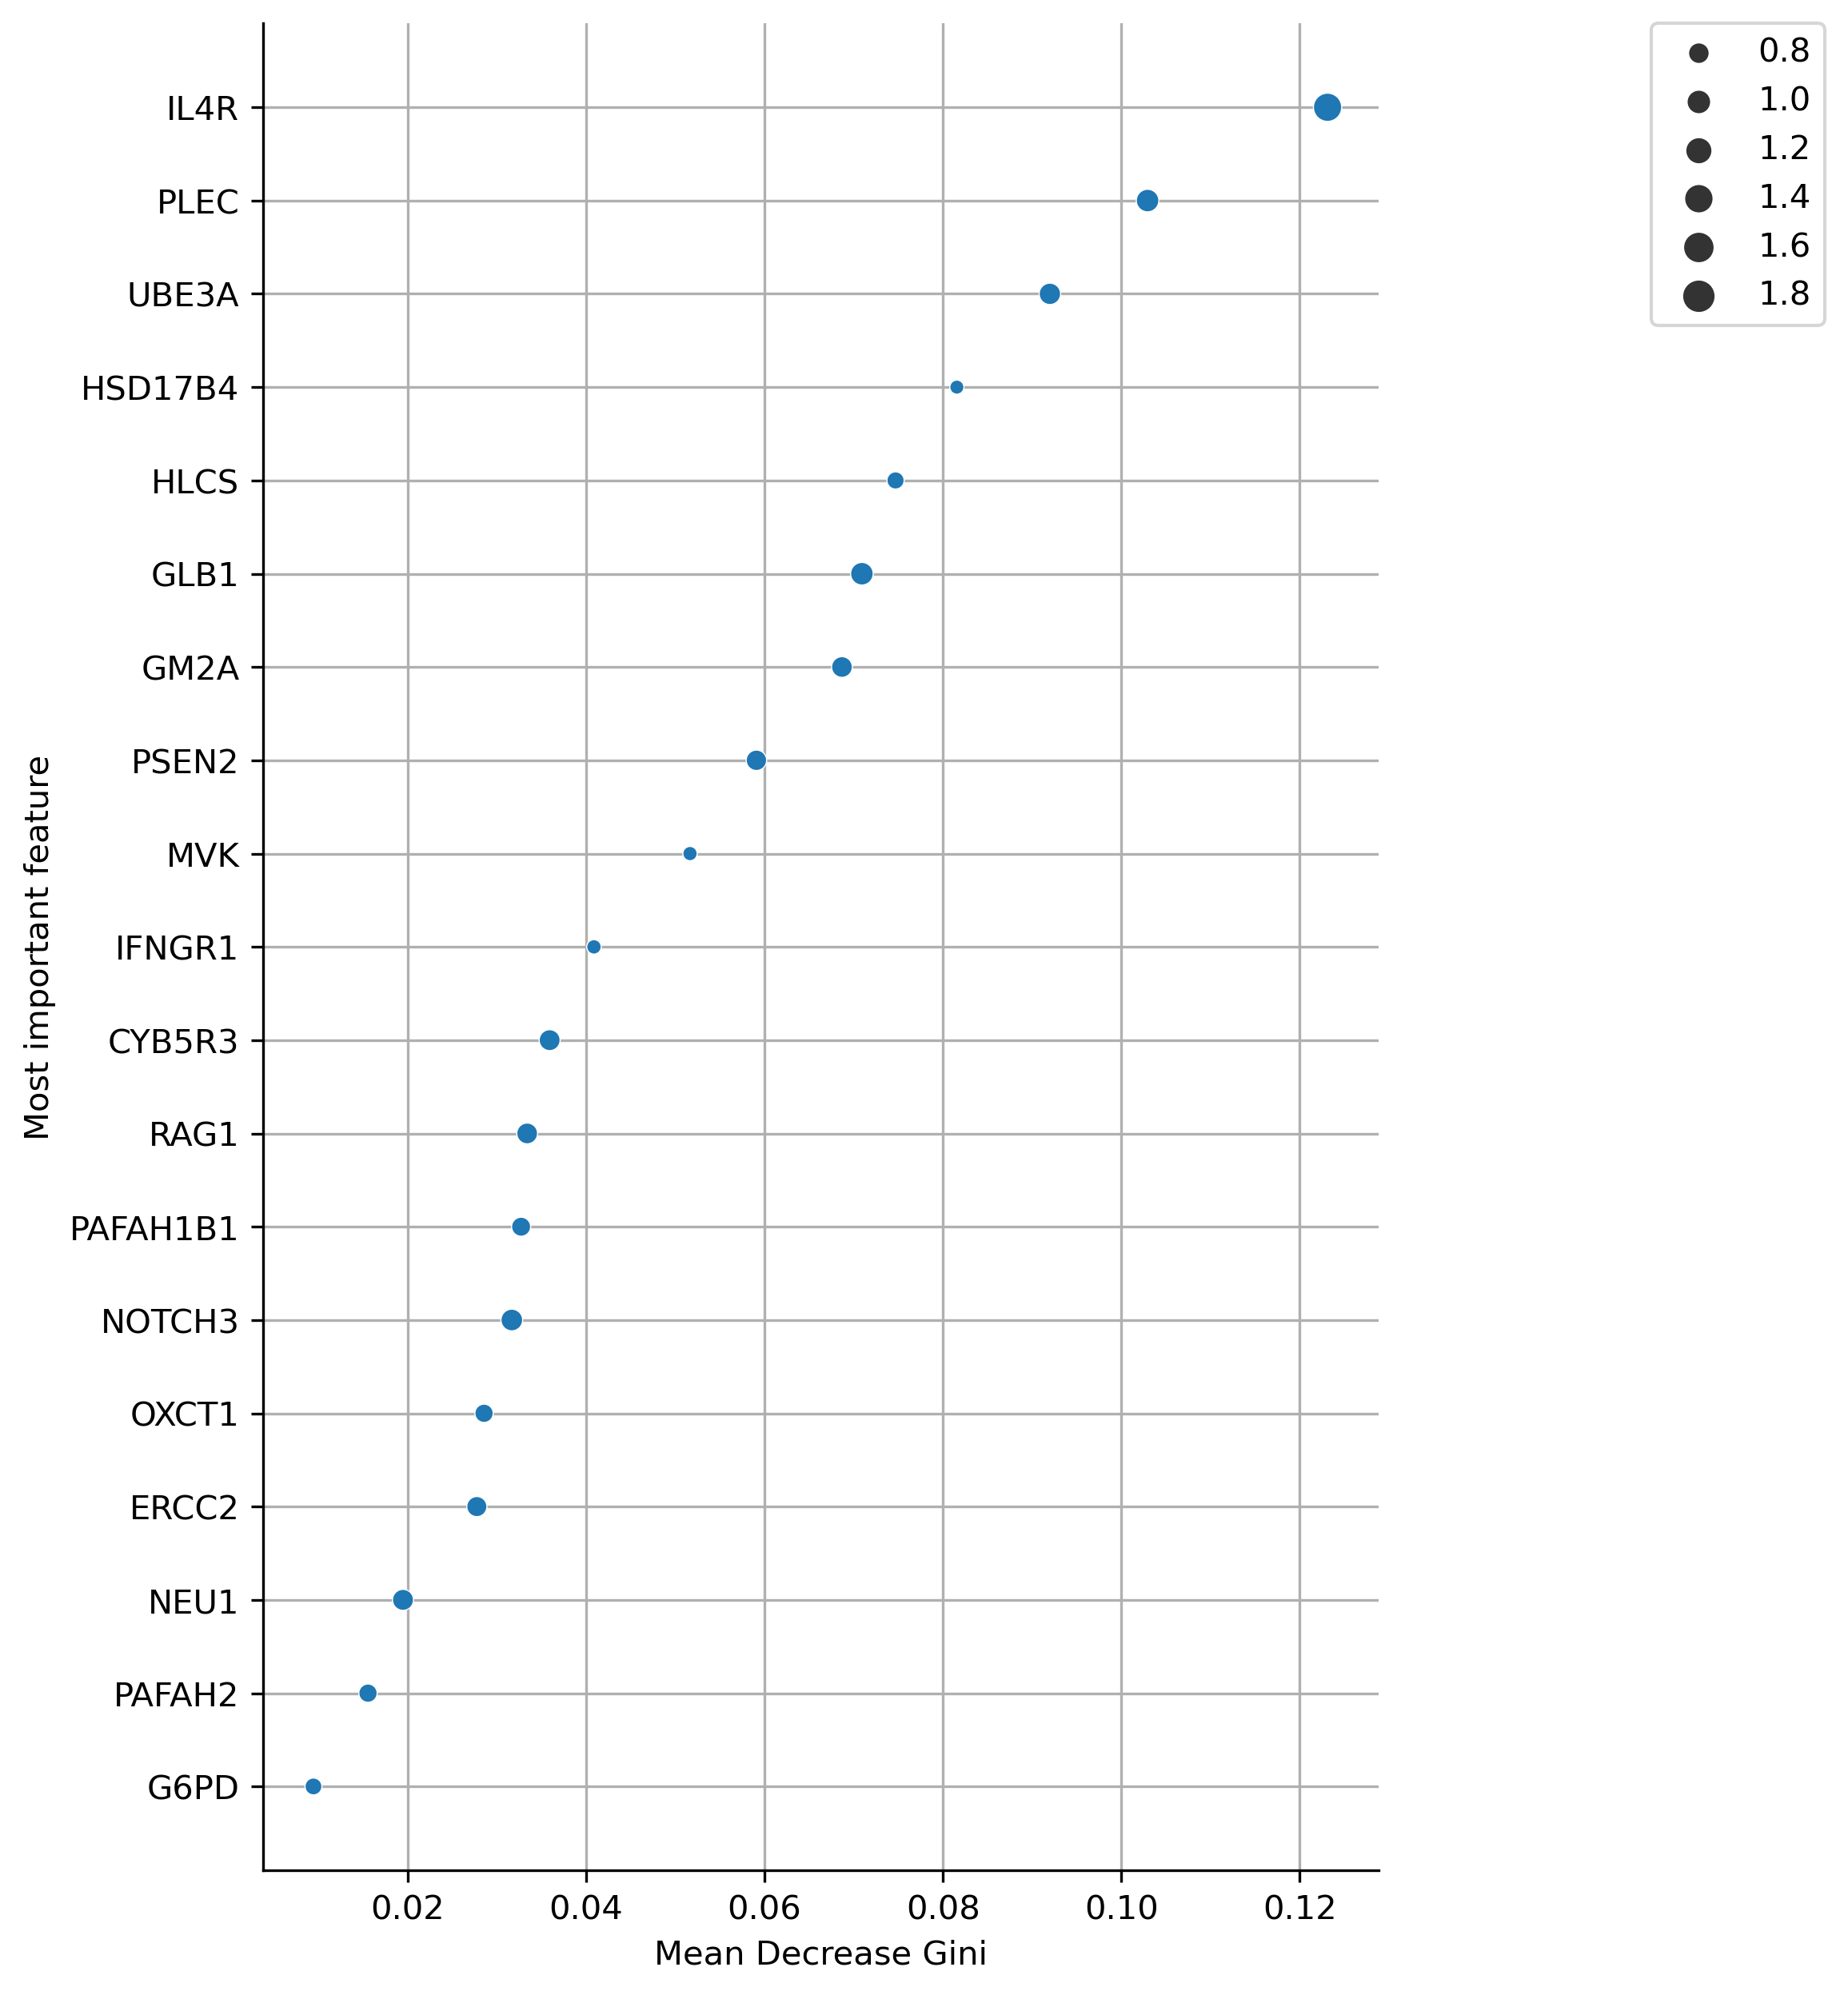 IL4R
PLEC
UBE3A
HSD17B4
HLCS
GLB1
GM2A
PSEN2
MVK
IFNGR1
CYB5R3
RAG1
PAFAH1B1
NOTCH3
OXCT1
ERCC2
NEU1
PAFAH2
G6PD
Most important feature
0.02 0.04 0.06 0.08 0.10 0.12
Mean Decrease Gini
0.8
1.0
1.2
1.4
1.6
1.8